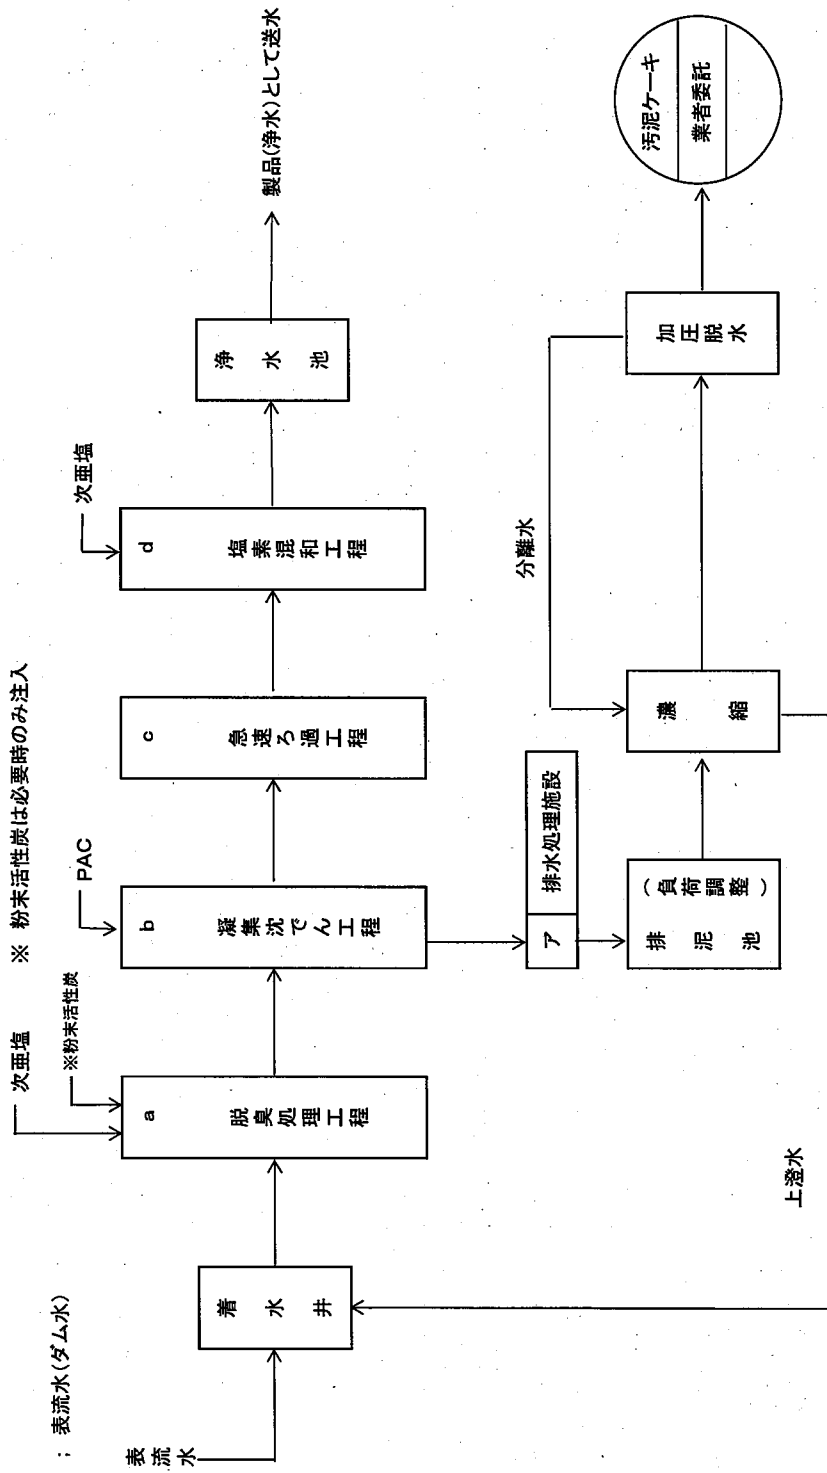 ; 表流水(ダム水)
※ 粉末活性炭は必要時のみ注入
次亜塩
※粉末活性炭
PAC
次亜塩
表流水
着水井
a
脱臭処理工程
b
凝集沈でん工程
c
急速ろ過工程
d
塩素混和工程
浄水池
製品(浄水)として送水
ア
排水処理施設
排泥池
(負荷調整)
濃縮
分離水
加圧脱水
汚泥ケーキ
業者委託
上澄水